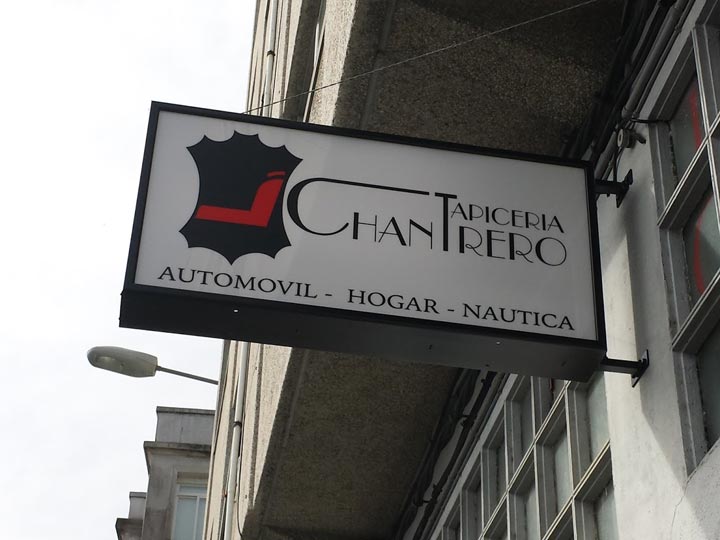 TAPICERIA
CHANTRERO
AUTOMOVIL - HOGAR - NAUTICA